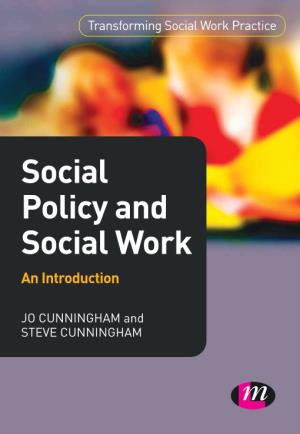 Transforming Social Work Practice
Social
Policy and
Social Work
An Introduction
JO CUNNINGHAM and
STEVE CUNNINGHAM
m